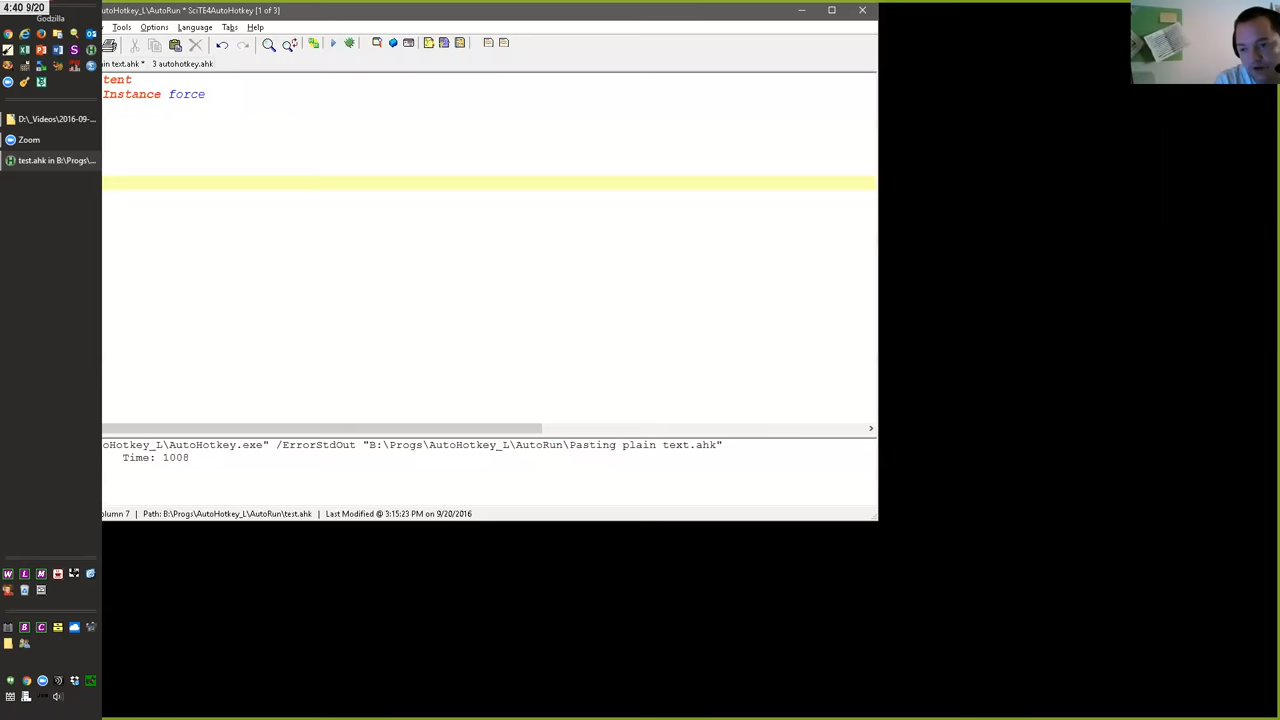 4:40 9/20
Godzilla
utoHotkey_L\AutoRun * SciTE4AutoHotkey [1 of 3]
Tools Options Language Tabs Help
ain text.ahk * 3 autohotkey.ahk
tent
Instance force
D:\_Videos\2016-09-...
Zoom
test.ahk in B:\Progs\...
oHotkey_L\AutoHotkey.exe" /ErrorStdOut "B:\Progs\AutoHotkey_L\AutoRun\Pasting plain text.ahk"
Time: 1008
olumn 7 | Path: B:\Progs\AutoHotkey_L\AutoRun\test.ahk | Last Modified @ 3:15:23 PM on 9/20/2016
W L M
B C